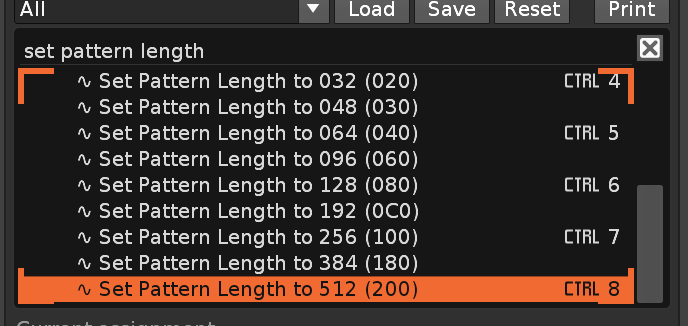 All Load Save Reset Print
set pattern length
∿ Set Pattern Length to 032 (020) CTRL 4
∿ Set Pattern Length to 048 (030)
∿ Set Pattern Length to 064 (040) CTRL 5
∿ Set Pattern Length to 096 (060)
∿ Set Pattern Length to 128 (080) CTRL 6
∿ Set Pattern Length to 192 (0C0)
∿ Set Pattern Length to 256 (100) CTRL 7
∿ Set Pattern Length to 384 (180)
∿ Set Pattern Length to 512 (200) CTRL 8
Current assignment